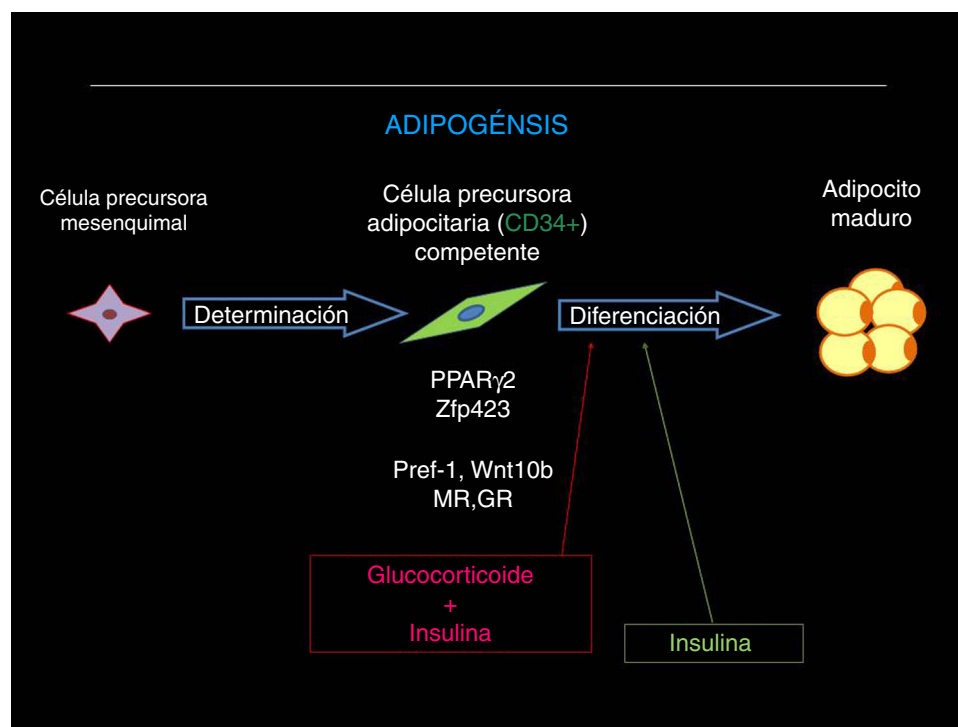 ADIPOGÉNSIS
Célula precursora
mesenquimal
Célula precursora
adipocitaria (CD34+)
competente
Adipocito
maduro
Determinación
Diferenciación
PPARγ2
Zfp423
Pref-1, Wnt10b
MR,GR
Glucocorticoide
+
Insulina
Insulina